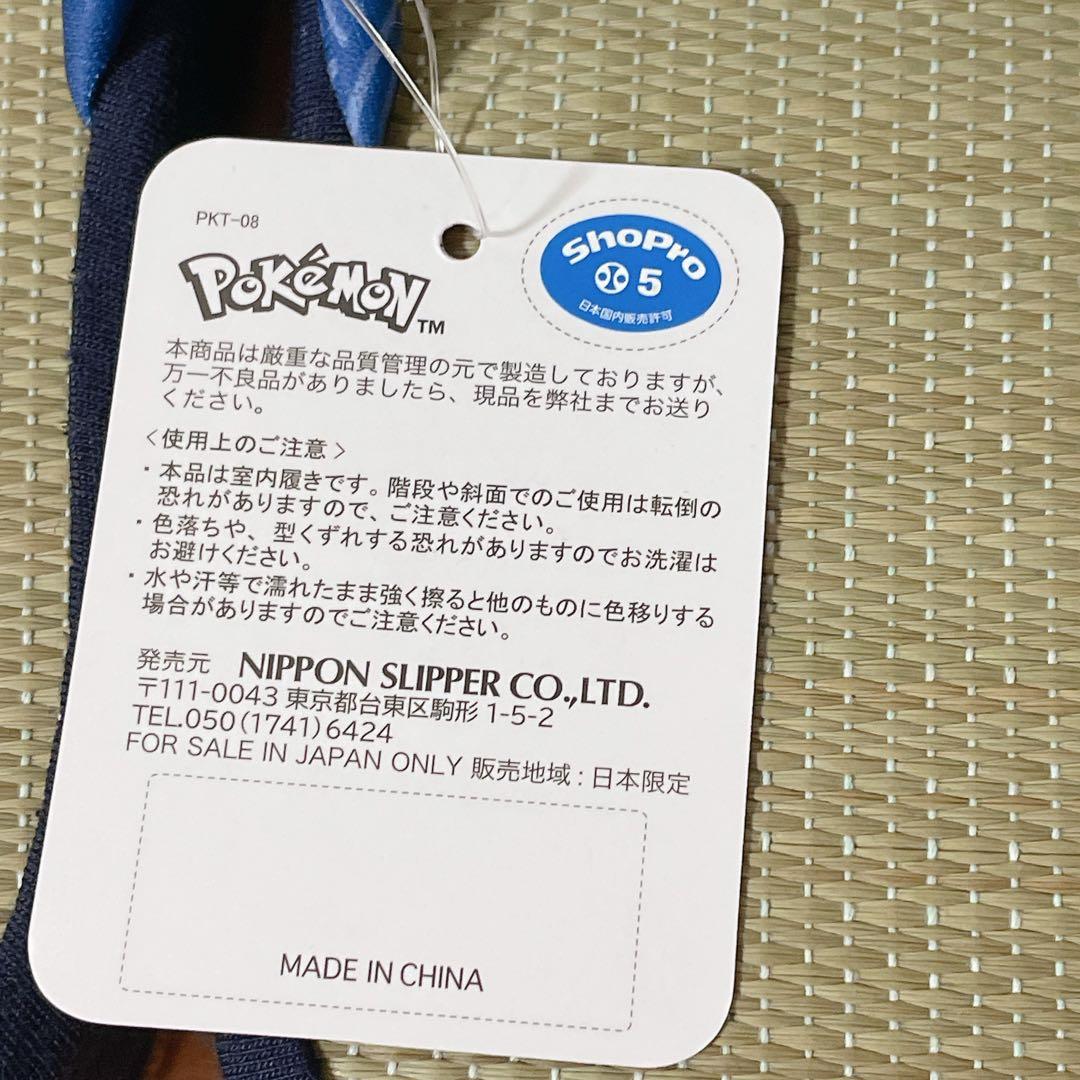 PKT-08
POKÉMON™
ShoPro
5
日本国内販売許可
本商品は厳重な品質管理の元で製造しておりますが、
万一不良品がありましたら、現品を弊社までお送り
ください。
<使用上のご注意>
・本品は室内履きです。階段や斜面でのご使用は転倒の
恐れがありますので、ご注意ください。
・色落ちや、型くずれする恐れがありますのでお洗濯は
お避けください。
・水や汗等で濡れたまま強く擦ると他のものに色移りする
場合がありますのでご注意ください。
発売元 NIPPON SLIPPER CO.,LTD.
〒111-0043 東京都台東区駒形 1-5-2
TEL.050(1741)6424
FOR SALE IN JAPAN ONLY 販売地域:日本限定
MADE IN CHINA